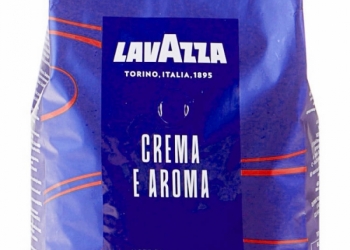 LAVAZZA
TORINO, ITALIA, 1895
CREMA
E AROMA